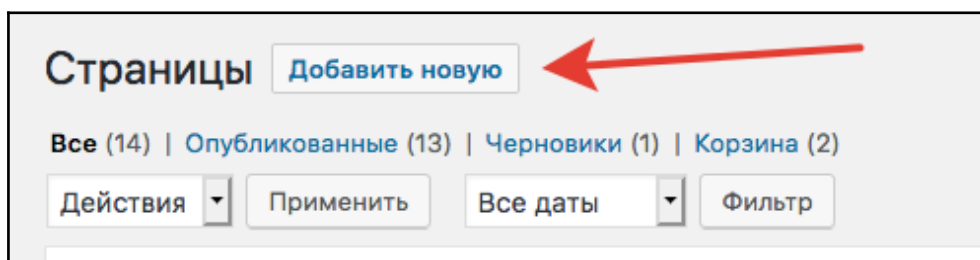 Страницы Добавить новую
Все (14) | Опубликованные (13) | Черновики (1) | Корзина (2)
Действия Применить Все даты Фильтр